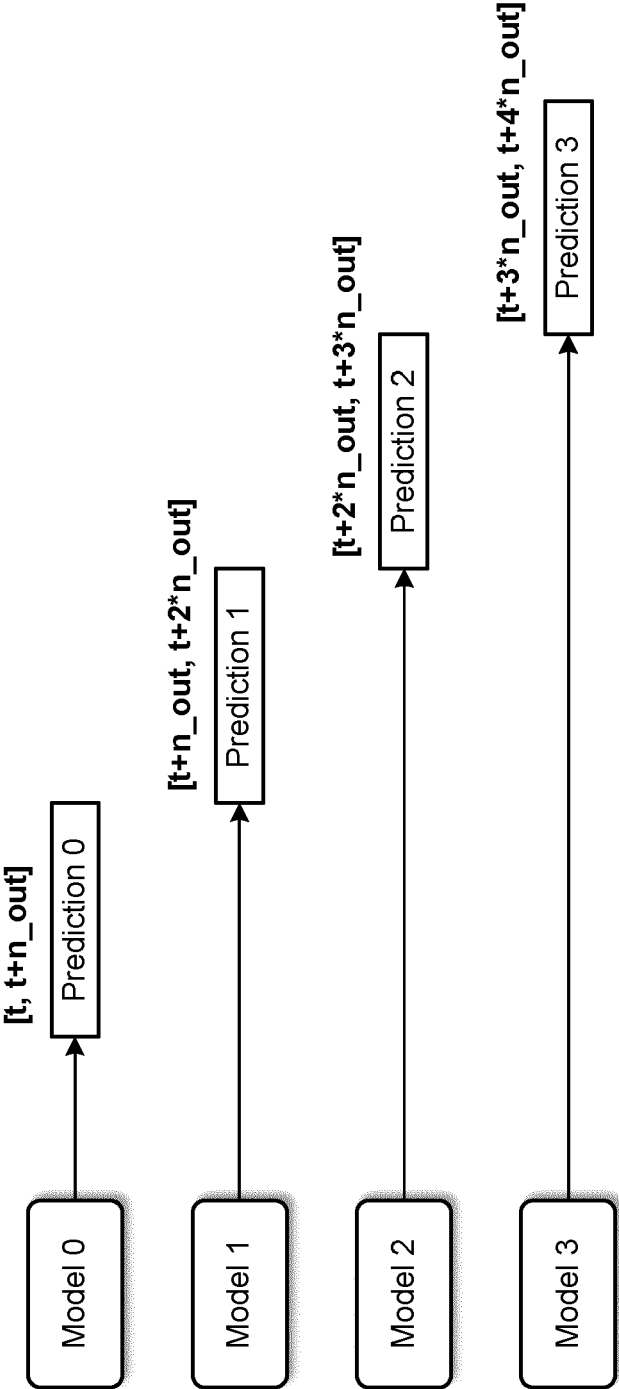 [t, t+n_out]
Model 0
Prediction 0
[t+n_out, t+2*n_out]
Model 1
Prediction 1
[t+2*n_out, t+3*n_out]
Model 2
Prediction 2
[t+3*n_out, t+4*n_out]
Model 3
Prediction 3